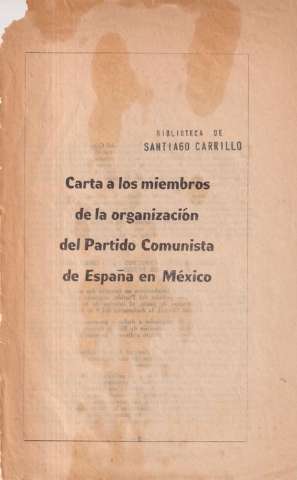 BIBLIOTECA DE
SANTIAGO CARRILLO
Carta a los miembros
de la organización
del Partido Comunista
de España en México